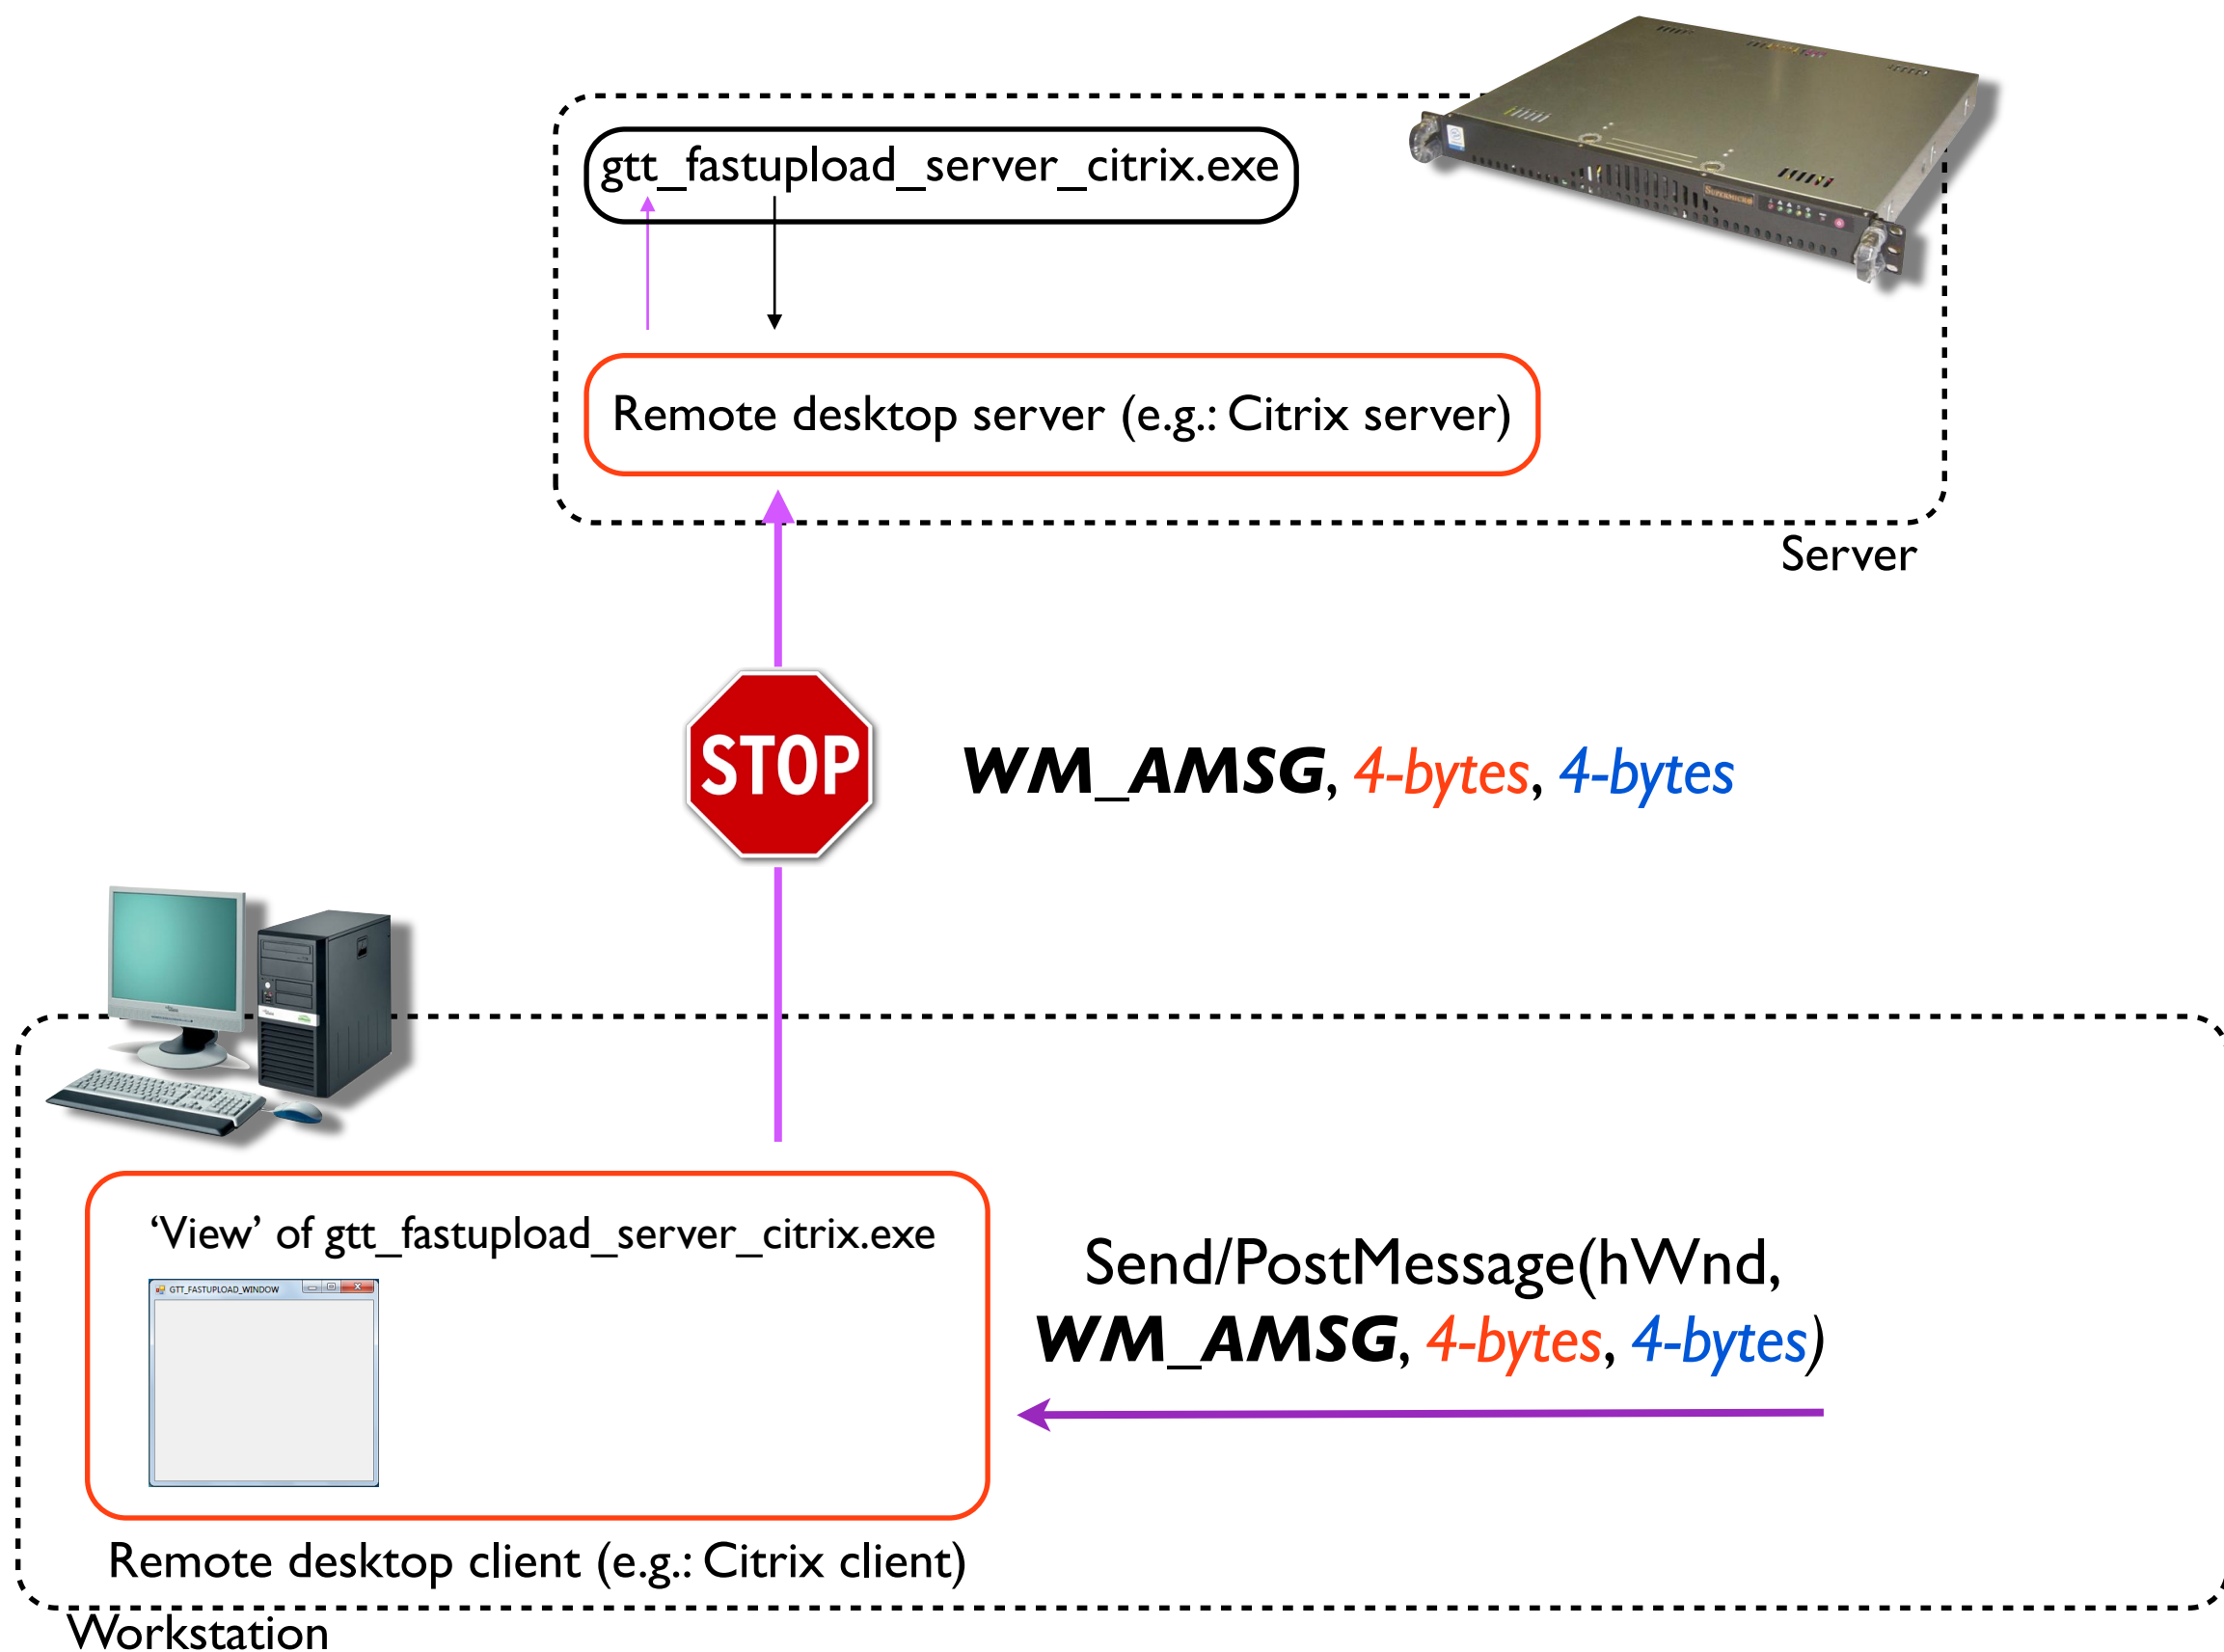 gtt_fastupload_server_citrix.exe
SUPERMICRO
Remote desktop server (e.g.: Citrix server)
Server
STOP
WM_AMSG, 4-bytes, 4-bytes
‘View’ of gtt_fastupload_server_citrix.exe
GTT_FASTUPLOAD_WINDOW
Send/PostMessage(hWnd,
WM_AMSG, 4-bytes, 4-bytes)
Remote desktop client (e.g.: Citrix client)
Workstation